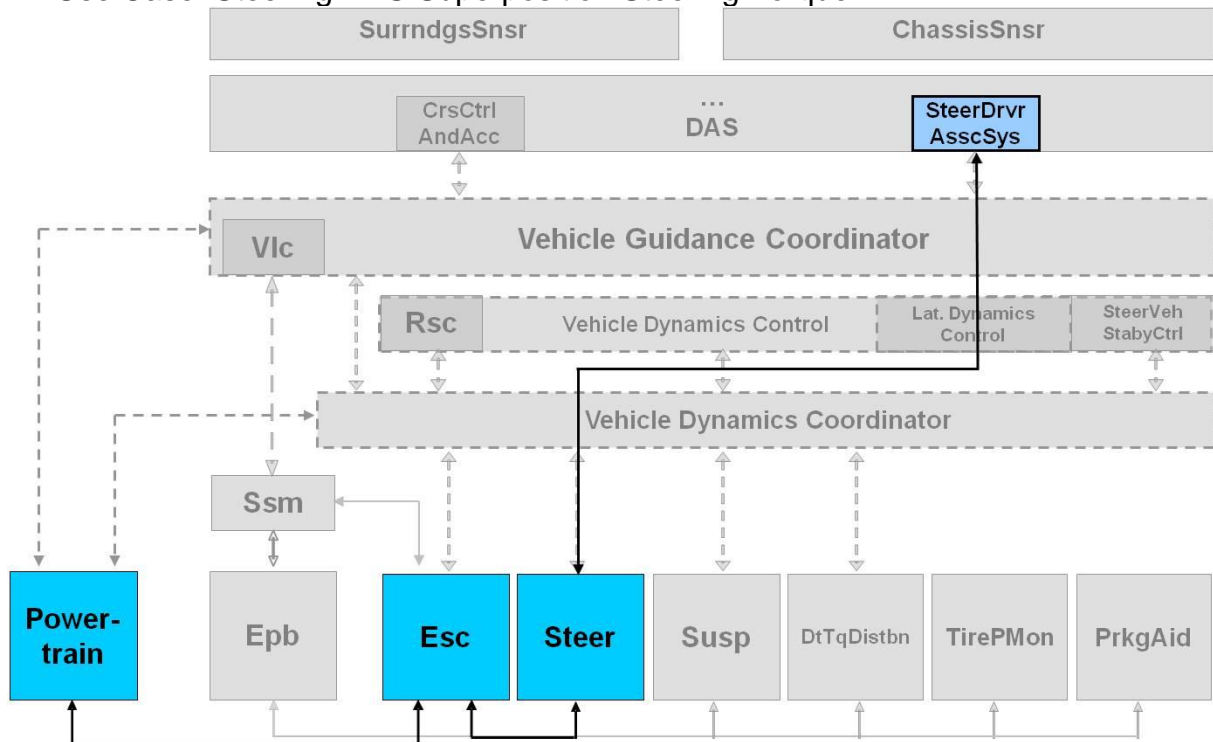 SurrndgsSnsr
ChassisSnsr
CrsCtrl
AndAcc
...
DAS
SteerDrvr
AsscSys
Vlc
Vehicle Guidance Coordinator
Rsc
Vehicle Dynamics Control
Lat. Dynamics
Control
SteerVeh
StabyCtrl
Vehicle Dynamics Coordinator
Ssm
Power-
train
Epb
Esc
Steer
Susp
DtTqDistbn
TirePMon
PrkgAid